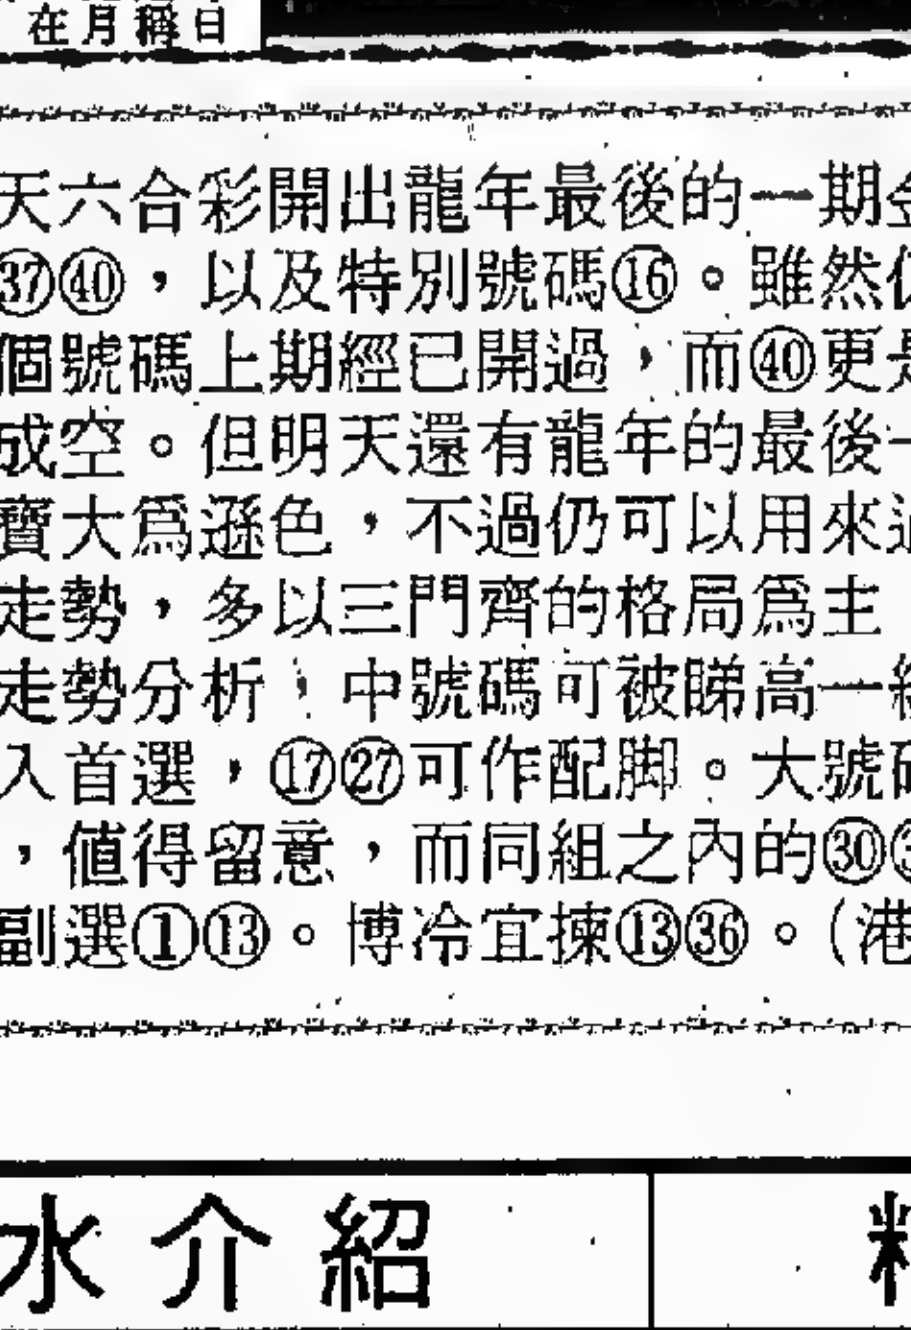 在月稱日
天六合彩開出龍年最後的一期
㊲㊵，以及特別號碼⑯。雖然
個號碼上期經已開過，而㊵更
成空。但明天還有龍年的最後
寶大爲遜色，不過仍可以用來
走勢，多以三門齊的格局爲主
走勢分析，中號碼可被睇高一
入首選，⑰㉗可作配脚。大號
，値得留意，而同組之內的㉚
副選①⑬。博冷宜揀⑬㊱。（港
水介紹